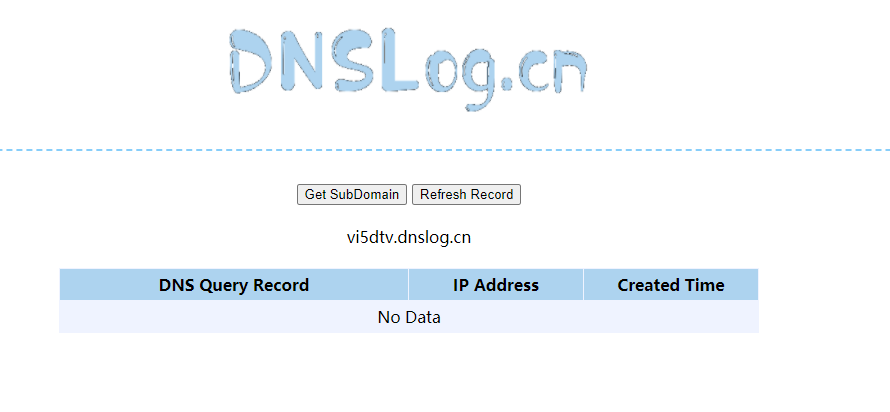 DNSLog.cn
Get SubDomain Refresh Record
vi5dtv.dnslog.cn
DNS Query Record IP Address Created Time
No Data